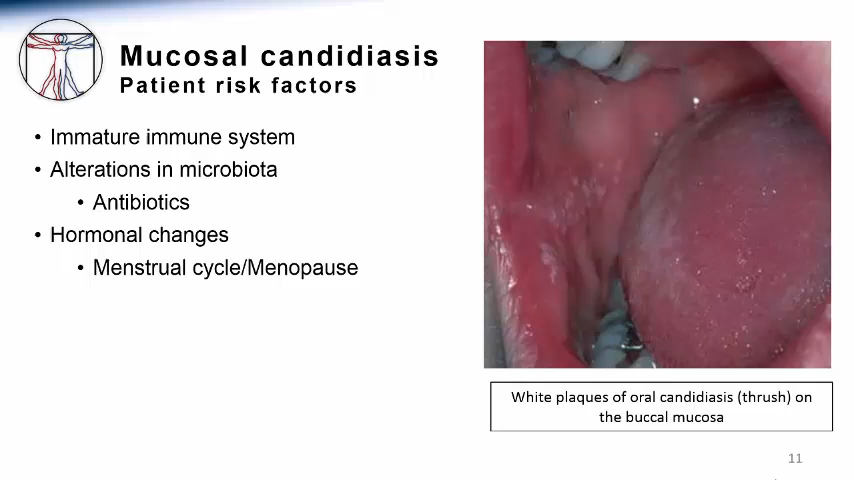 Mucosal candidiasis
Patient risk factors
• Immature immune system
• Alterations in microbiota
• Antibiotics
• Hormonal changes
• Menstrual cycle/Menopause
White plaques of oral candidiasis (thrush) on
the buccal mucosa
11